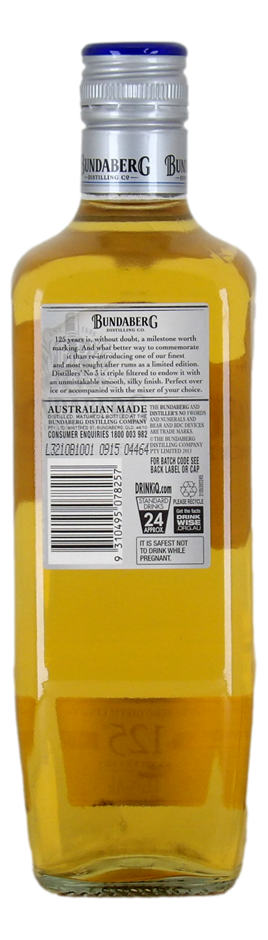 BUNDABERG
DISTILLING CO
BUN
DIS
BUNDABERG
DISTILLING CO.
125 years is, without doubt, a milestone worth
marking. And what better way to commemorate
it than re-introducing one of our finest
and most sought after rums as a limited edition.
Distillers' No 5 is triple filtered to endow it with
an unmistakable smooth, silky finish. Perfect over
ice or accompanied with the mixer of your choice.
AUSTRALIAN MADE
DISTILLED, MATURED & BOTTLED AT THE
BUNDABERG DISTILLING COMPANY
CONSUMER ENQUIRIES 1800 003 982
L3210B1001 0915 04464
THE BUNDABERG AND
DISTILLER'S NO 5 WORDS
AND NUMERALS AND
BEAR AND BDC DEVICES
ARE TRADE MARKS.
© THE BUNDABERG
DISTILLING COMPANY
PTY LIMITED 2013
FOR BATCH CODE SEE
BACK LABEL OR CAP
9 310495 078257
DRINKiQ.com
STANDARD
DRINKS
24
APPROX.
PLEASE RECYCLE
Get the facts
DRINK
WISE
.ORG.AU
IT IS SAFEST NOT
TO DRINK WHILE
PREGNANT.
125